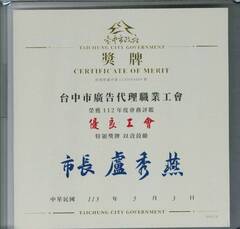 臺中市政府
TAICHUNG CITY GOVERNMENT
獎牌
CERTIFICATE OF MERIT
台中市廣告代理職業工會
榮獲112年度會務評鑑
優良工會
特頒獎牌 以資鼓勵
市長 盧秀燕
中華民國 113 年 5 月 3 日
TAICHUNG CITY GOVERNMENT